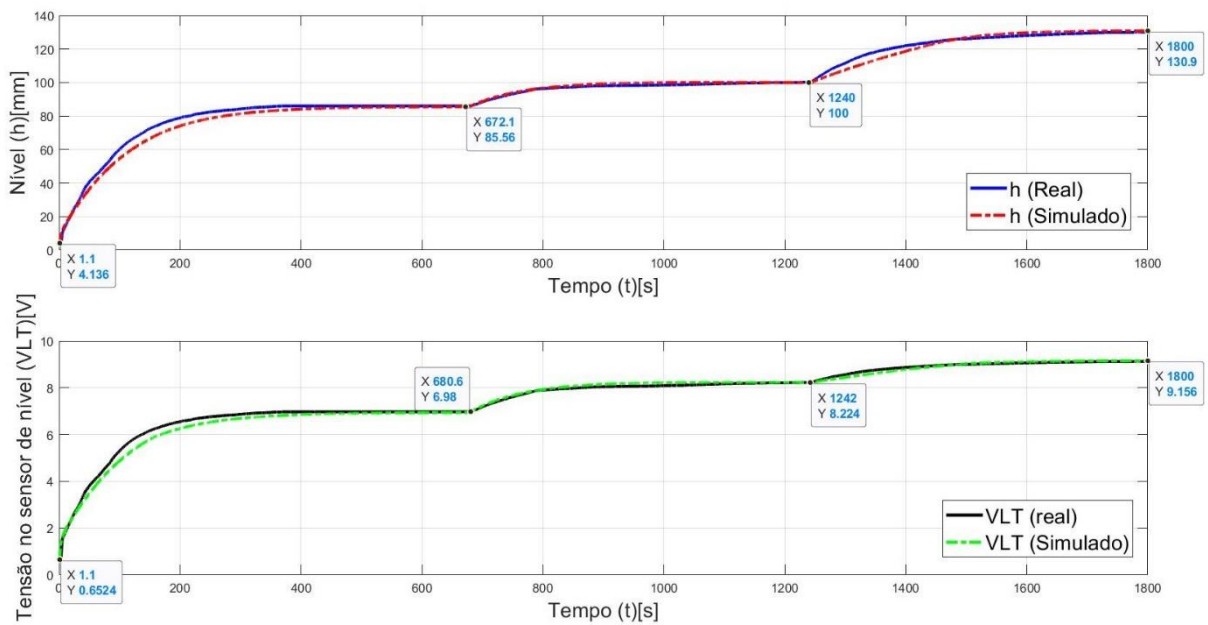 140
120
100
80
60
40
20
0
Nível (h)[mm]
X 1.1
Y 4.136
X 672.1
Y 85.56
X 1240
Y 100
X 1800
Y 130.9
h (Real)
h (Simulado)
200
400
600
800
1000
1200
1400
1600
1800
Tempo (t)[s]
10
8
6
4
2
0
Tensão no sensor de nível (VLT)[V]
X 680.6
Y 6.98
X 1242
Y 8.224
X 1800
Y 9.156
X 1.1
Y 0.6524
VLT (real)
VLT (Simulado)
0
200
400
600
800
1000
1200
1400
1600
1800
Tempo (t)[s]